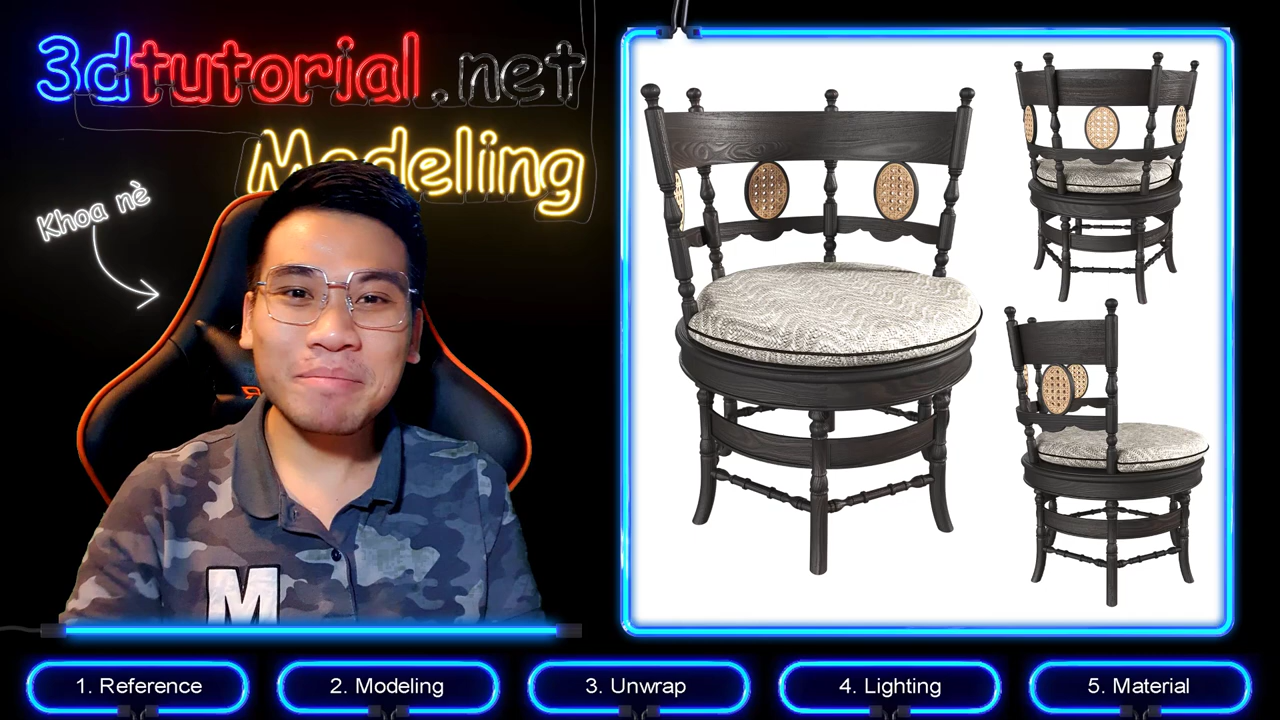 3dtutorial.net
Modeling
Khoa nè
M
1. Reference
2. Modeling
3. Unwrap
4. Lighting
5. Material